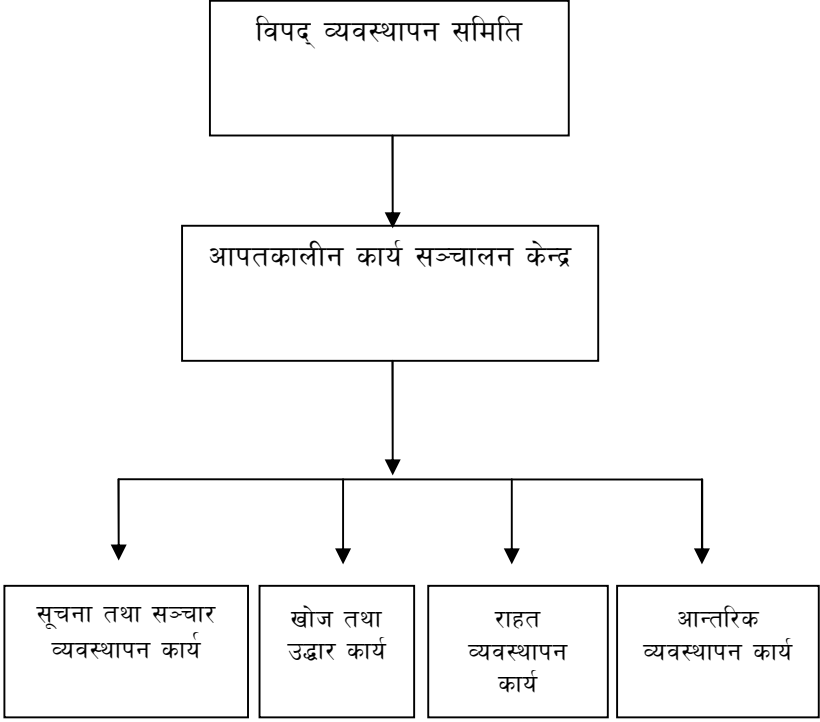 विपद् व्यवस्थापन समिति
आपतकालीन कार्य सञ्चालन केन्द्र
सूचना तथा सञ्चार
व्यवस्थापन कार्य
खोज तथा
उद्धार कार्य
राहत
व्यवस्थापन
कार्य
आन्तरिक
व्यवस्थापन कार्य